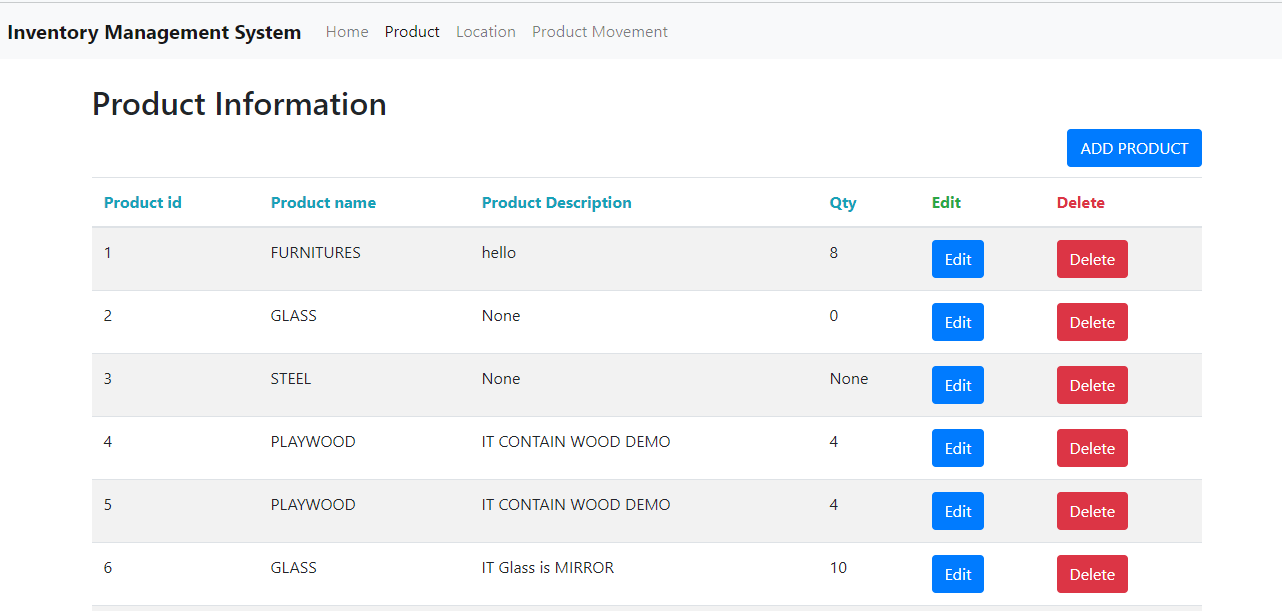 Inventory Management System Home Product Location Product Movement
Product Information
ADD PRODUCT
Product id Product name Product Description Qty Edit Delete
1 FURNITURES hello 8 Edit Delete
2 GLASS None 0 Edit Delete
3 STEEL None None Edit Delete
4 PLAYWOOD IT CONTAIN WOOD DEMO 4 Edit Delete
5 PLAYWOOD IT CONTAIN WOOD DEMO 4 Edit Delete
6 GLASS IT Glass is MIRROR 10 Edit Delete